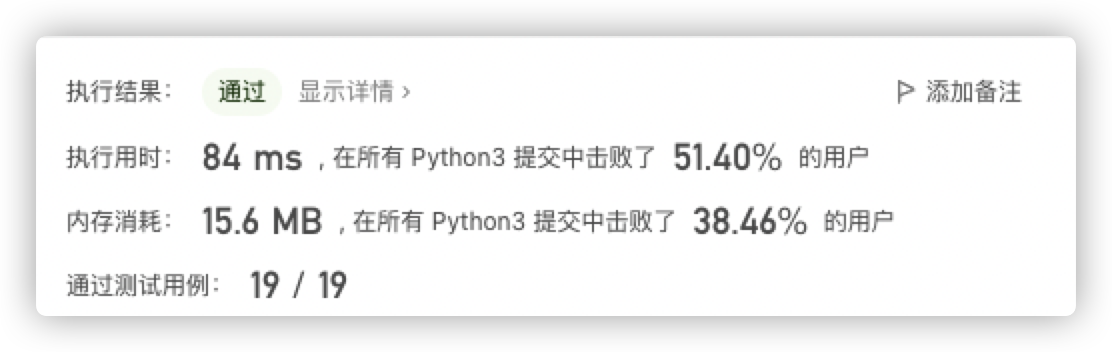 执行结果： 通过 显示详情 › 添加备注
执行用时： 84 ms , 在所有 Python3 提交中击败了 51.40% 的用户
内存消耗： 15.6 MB , 在所有 Python3 提交中击败了 38.46% 的用户
通过测试用例： 19 / 19